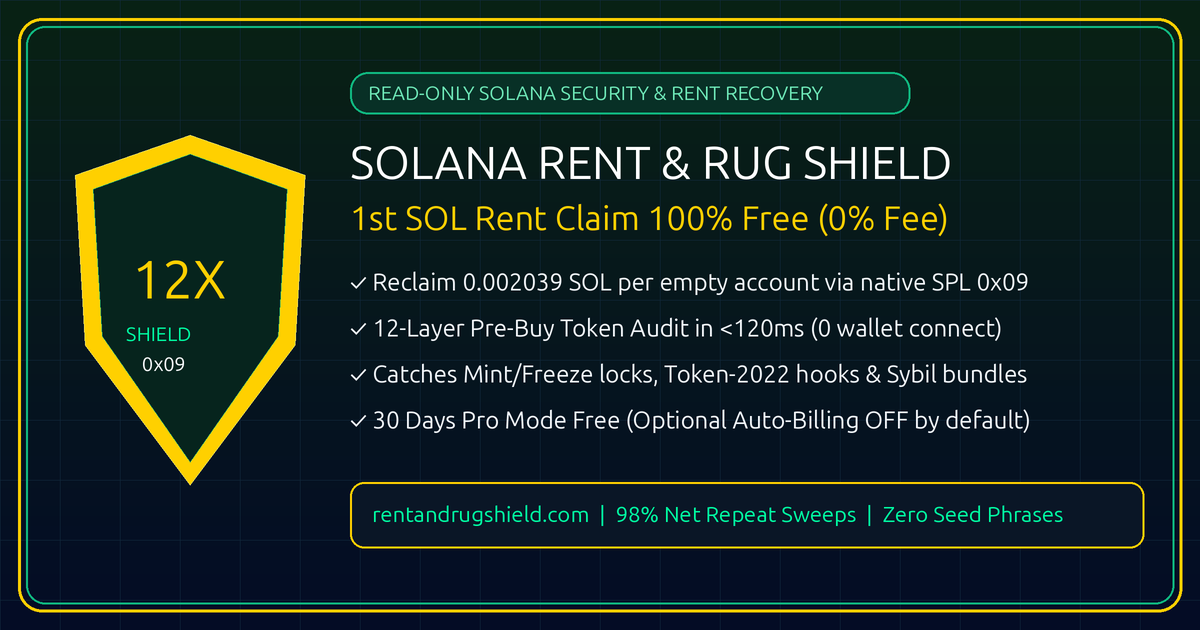 READ-ONLY SOLANA SECURITY & RENT RECOVERY
SOLANA RENT & RUG SHIELD
1st SOL Rent Claim 100% Free (0% Fee)
✓ Reclaim 0.002039 SOL per empty account via native SPL 0x09
✓ 12-Layer Pre-Buy Token Audit in <120ms (0 wallet connect)
✓ Catches Mint/Freeze locks, Token-2022 hooks & Sybil bundles
✓ 30 Days Pro Mode Free (Optional Auto-Billing OFF by default)
rentandrugshield.com | 98% Net Repeat Sweeps | Zero Seed Phrases
12X
SHIELD
0x09